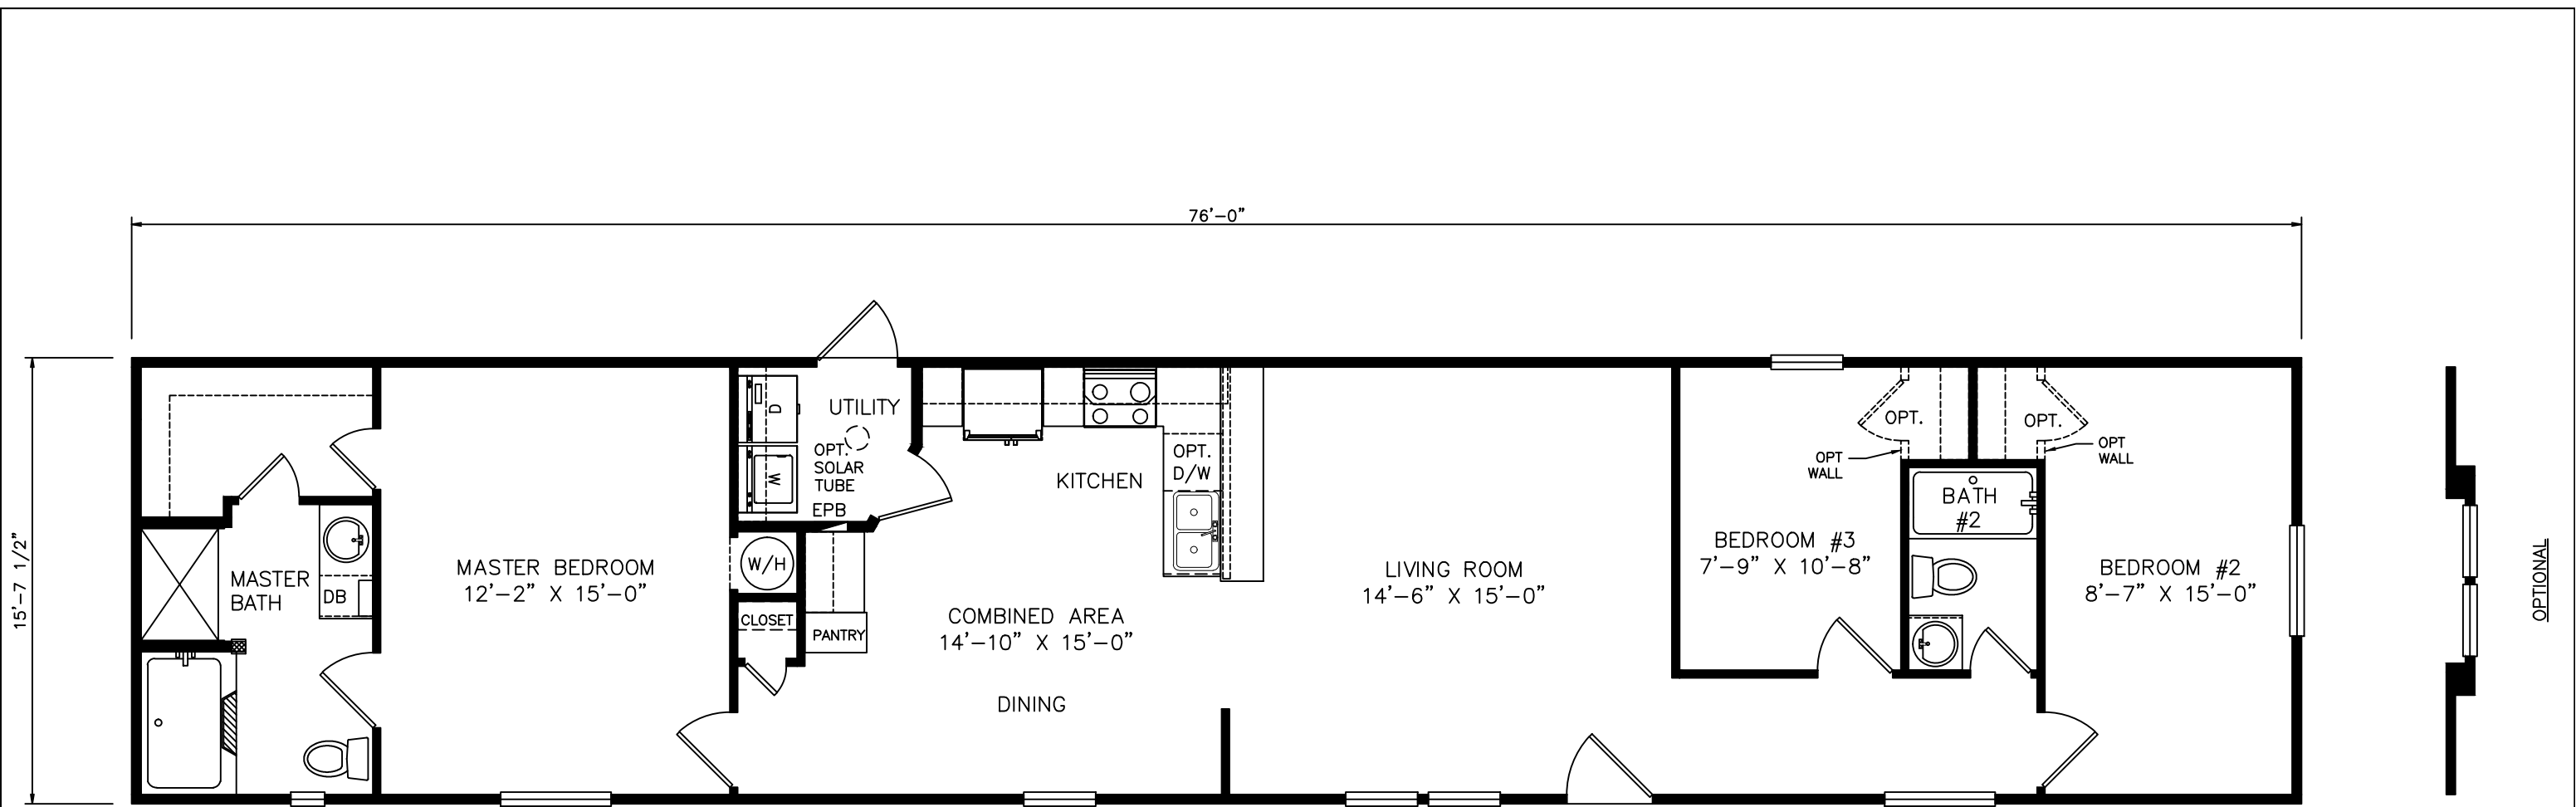 76'-0"
15'-7 1/2"
MASTER
BATH
DB
MASTER BEDROOM
12'-2" X 15'-0"
D
W
UTILITY
OPT.
SOLAR
TUBE
EPB
W/H
CLOSET
PANTRY
KITCHEN
OPT.
D/W
COMBINED AREA
14'-10" X 15'-0"
DINING
LIVING ROOM
14'-6" X 15'-0"
BEDROOM #3
7'-9" X 10'-8"
OPT.
OPT
WALL
OPT.
OPT
WALL
BATH
#2
BEDROOM #2
8'-7" X 15'-0"
OPTIONAL